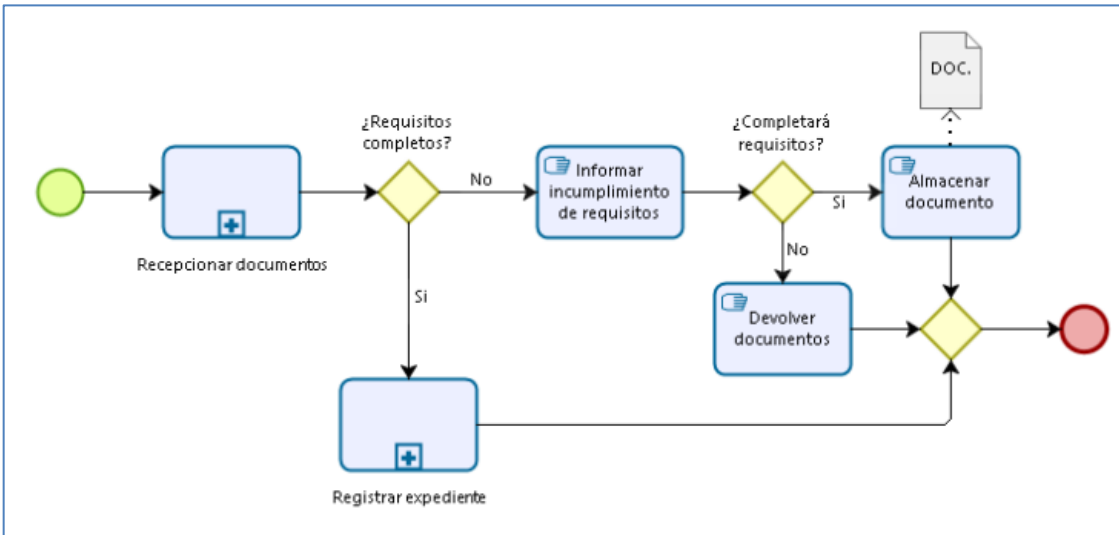 ¿Requisitos
completos?
¿Completará
requisitos?
DOC.
No
Informar
incumplimiento
de requisitos
Si
Almacenar
documento
Recepcionar documentos
No
Si
Devolver
documentos
Registrar expediente